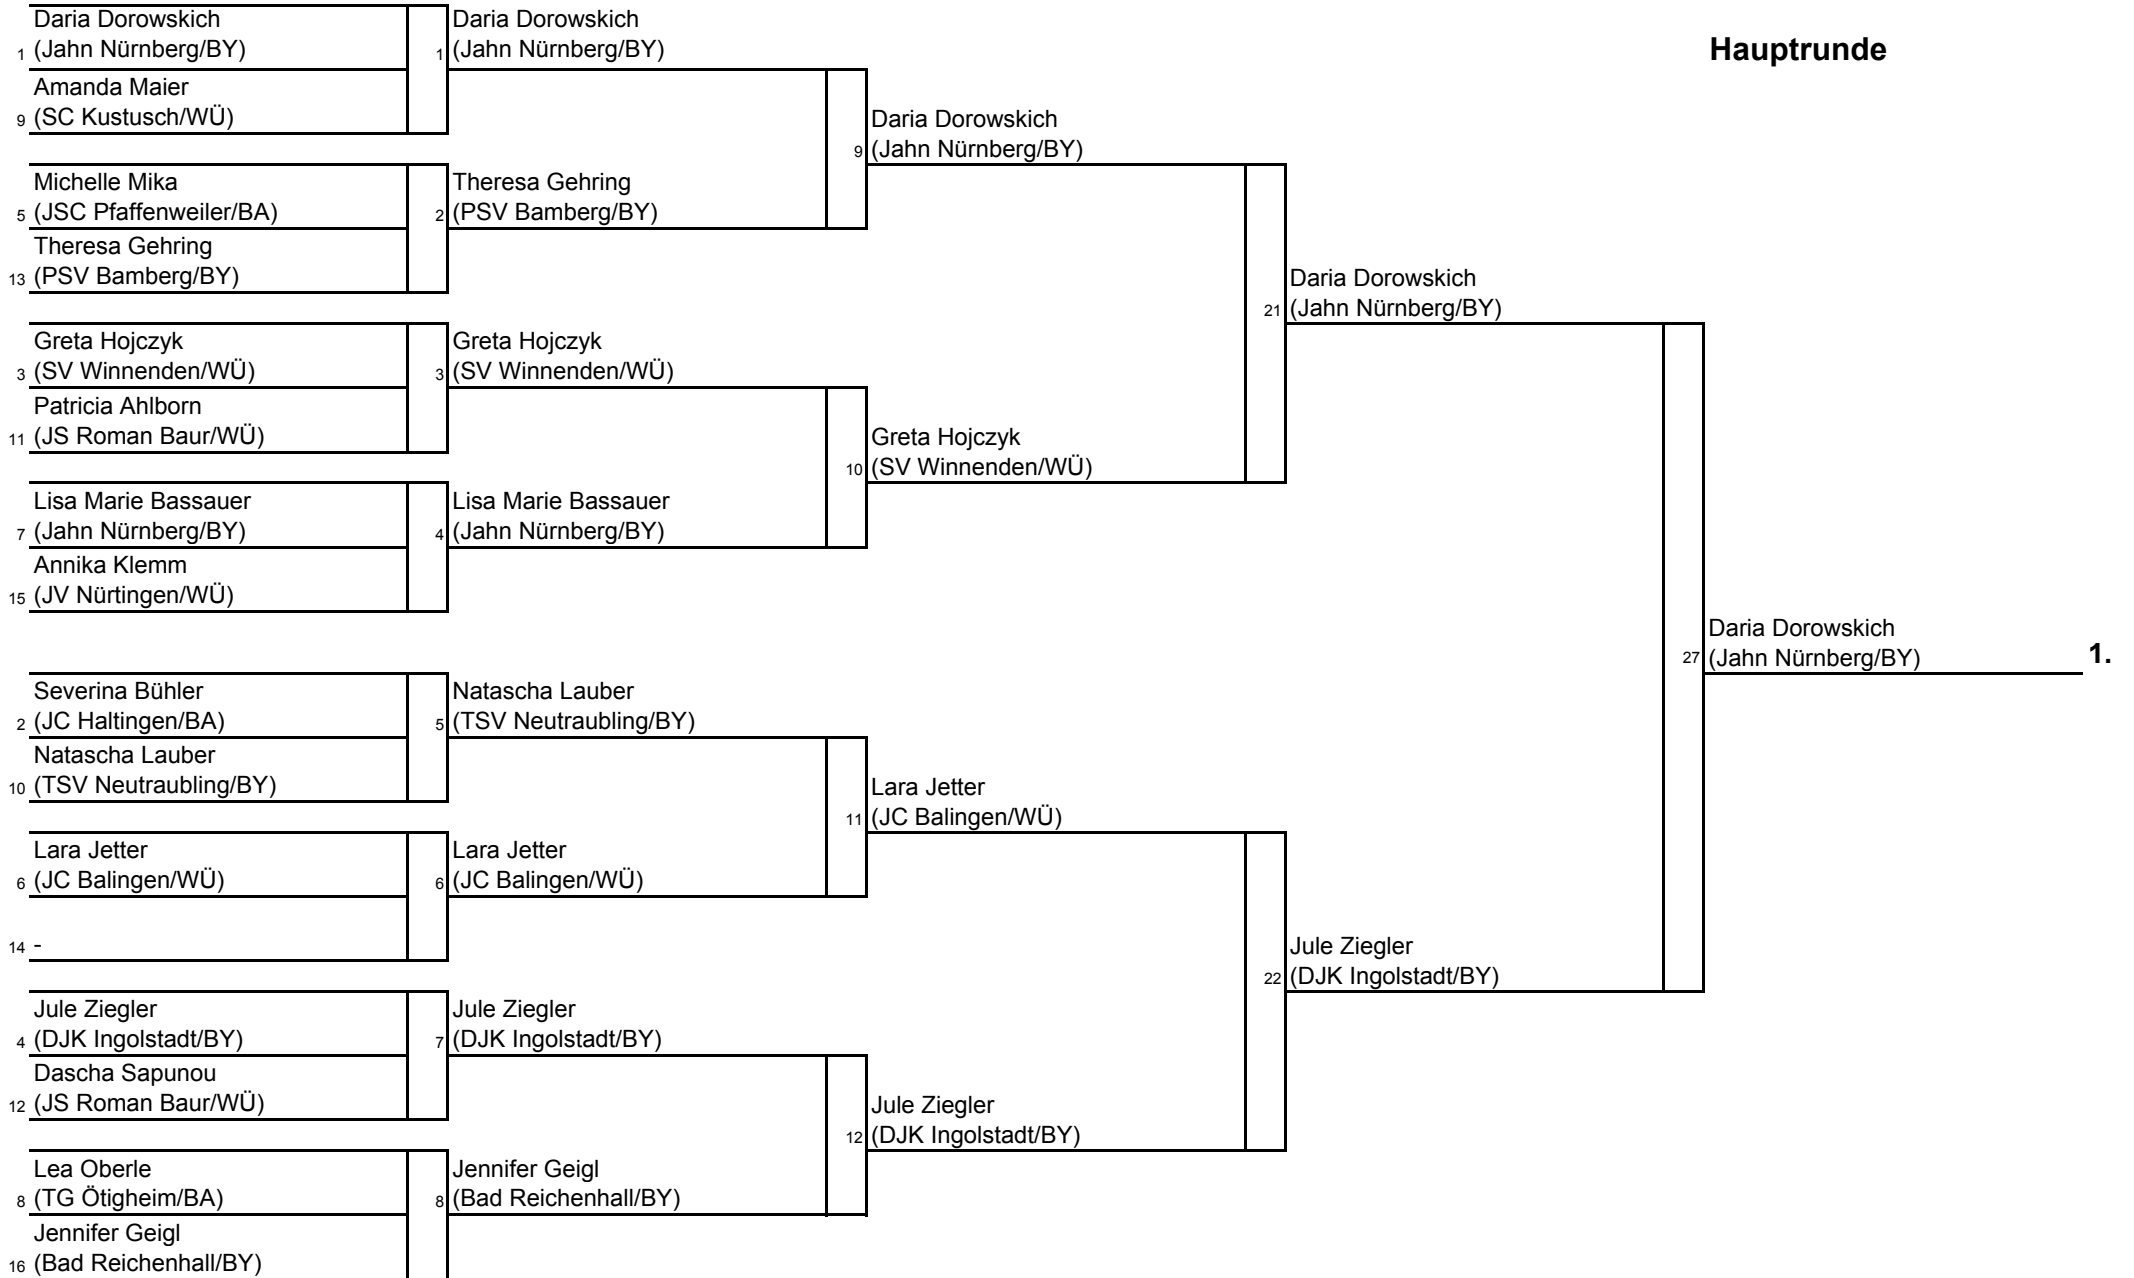 Hauptrunde
Daria Dorowskich
1 (Jahn Nürnberg/BY)
Amanda Maier
9 (SC Kustusch/WÜ)
Michelle Mika
5 (JSC Pfaffenweiler/BA)
Theresa Gehring
13 (PSV Bamberg/BY)
Greta Hojczyk
3 (SV Winnenden/WÜ)
Patricia Ahlborn
11 (JS Roman Baur/WÜ)
Lisa Marie Bassauer
7 (Jahn Nürnberg/BY)
Annika Klemm
15 (JV Nürtingen/WÜ)
Severina Bühler
2 (JC Haltingen/BA)
Natascha Lauber
10 (TSV Neutraubling/BY)
Lara Jetter
6 (JC Balingen/WÜ)
14 -
Jule Ziegler
4 (DJK Ingolstadt/BY)
Dascha Sapunou
12 (JS Roman Baur/WÜ)
Lea Oberle
8 (TG Ötigheim/BA)
Jennifer Geigl
16 (Bad Reichenhall/BY)
Daria Dorowskich
1 (Jahn Nürnberg/BY)
Theresa Gehring
2 (PSV Bamberg/BY)
Greta Hojczyk
3 (SV Winnenden/WÜ)
Lisa Marie Bassauer
4 (Jahn Nürnberg/BY)
Natascha Lauber
5 (TSV Neutraubling/BY)
Lara Jetter
6 (JC Balingen/WÜ)
Jule Ziegler
7 (DJK Ingolstadt/BY)
Jennifer Geigl
8 (Bad Reichenhall/BY)
Daria Dorowskich
9 (Jahn Nürnberg/BY)
Greta Hojczyk
10 (SV Winnenden/WÜ)
Lara Jetter
11 (JC Balingen/WÜ)
Jule Ziegler
12 (DJK Ingolstadt/BY)
Daria Dorowskich
21 (Jahn Nürnberg/BY)
Jule Ziegler
22 (DJK Ingolstadt/BY)
Daria Dorowskich
27 (Jahn Nürnberg/BY) 1.